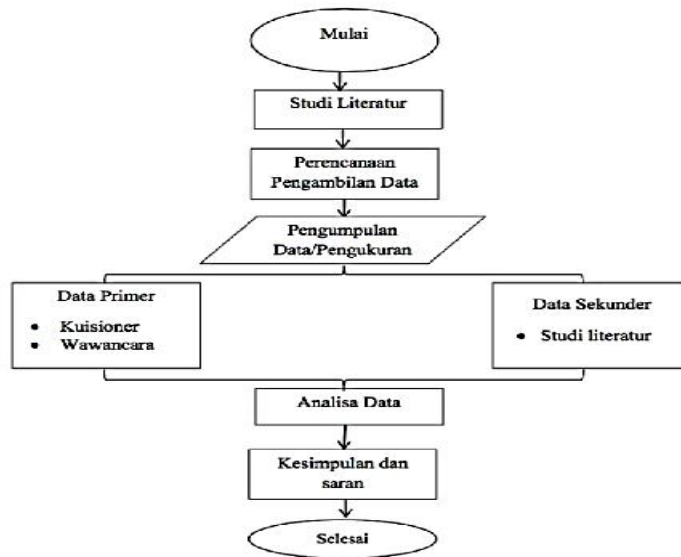 Mulai
Studi Literatur
Perencanaan
Pengambilan Data
Pengumpulan
Data/Pengukuran
Data Primer
• Kuisioner
• Wawancara
Data Sekunder
• Studi literatur
Analisa Data
Kesimpulan dan
saran
Selesai